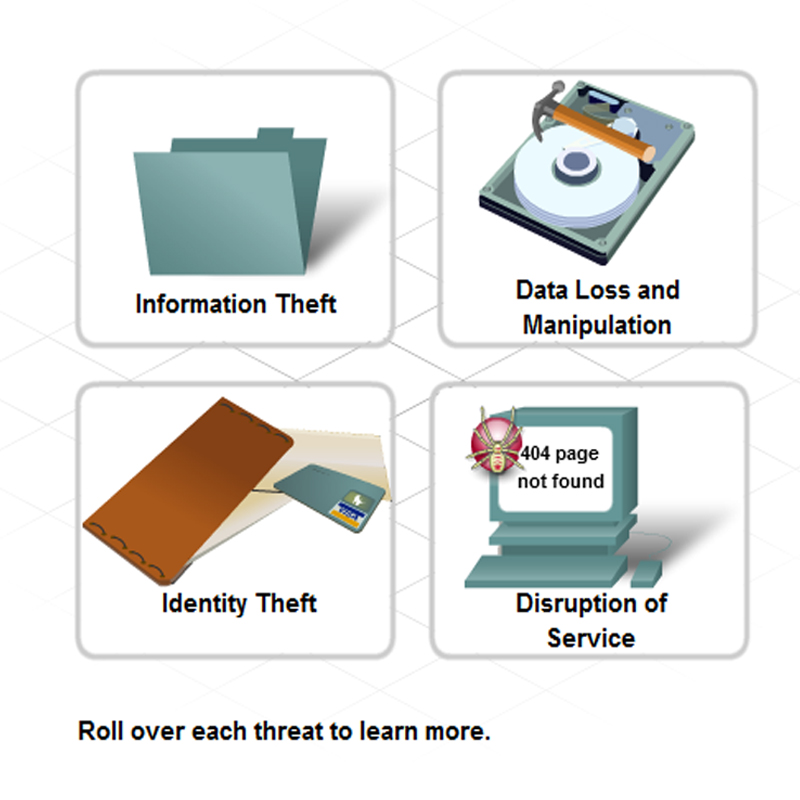 Information Theft
Data Loss and
Manipulation
404 page
not found
VISA
Identity Theft
Disruption of
Service
Roll over each threat to learn more.